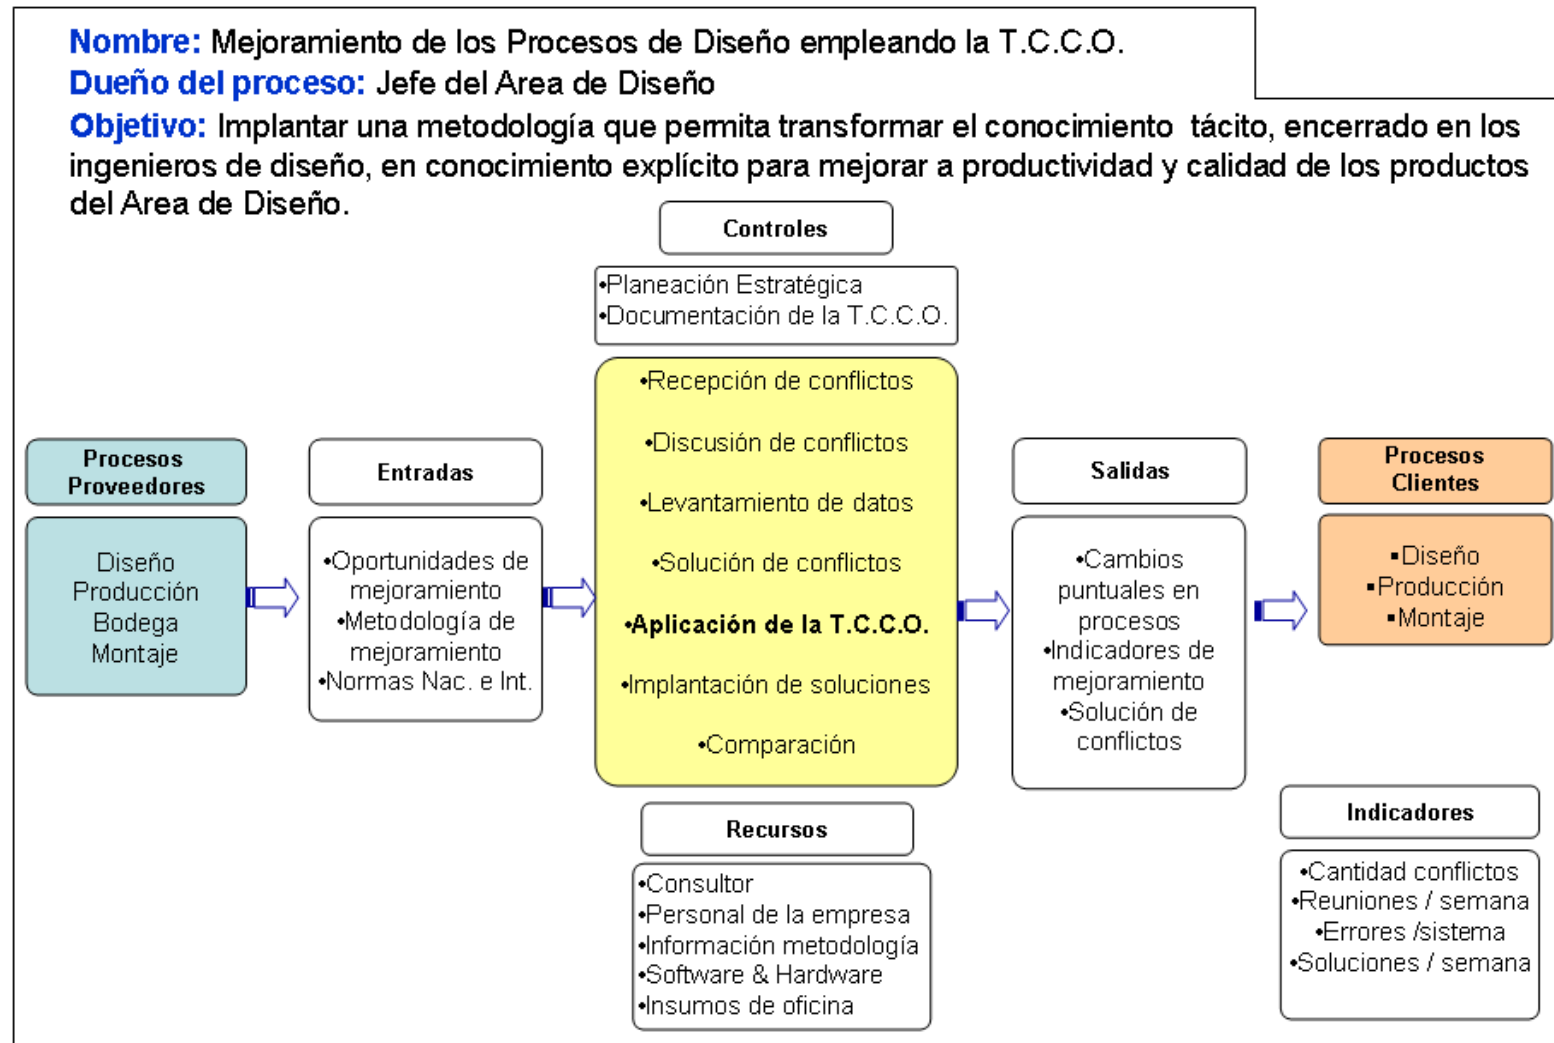 Nombre: Mejoramiento de los Procesos de Diseño empleando la T.C.C.O.
Dueño del proceso: Jefe del Area de Diseño
Objetivo: Implantar una metodología que permita transformar el conocimiento tácito, encerrado en los
ingenieros de diseño, en conocimiento explícito para mejorar a productividad y calidad de los productos
del Area de Diseño.
Controles
•Planeación Estratégica
•Documentación de la T.C.C.O.
Procesos
Proveedores
Diseño
Producción
Bodega
Montaje
Entradas
•Oportunidades de
mejoramiento
•Metodología de
mejoramiento
•Normas Nac. e Int.
•Recepción de conflictos
•Discusión de conflictos
•Levantamiento de datos
•Solución de conflictos
•Aplicación de la T.C.C.O.
•Implantación de soluciones
•Comparación
Salidas
•Cambios
puntuales en
procesos
•Indicadores de
mejoramiento
•Solución de
conflictos
Procesos
Clientes
▪Diseño
▪Producción
▪Montaje
Recursos
•Consultor
•Personal de la empresa
•Información metodología
•Software & Hardware
•Insumos de oficina
Indicadores
•Cantidad conflictos
•Reuniones / semana
•Errores /sistema
•Soluciones / semana